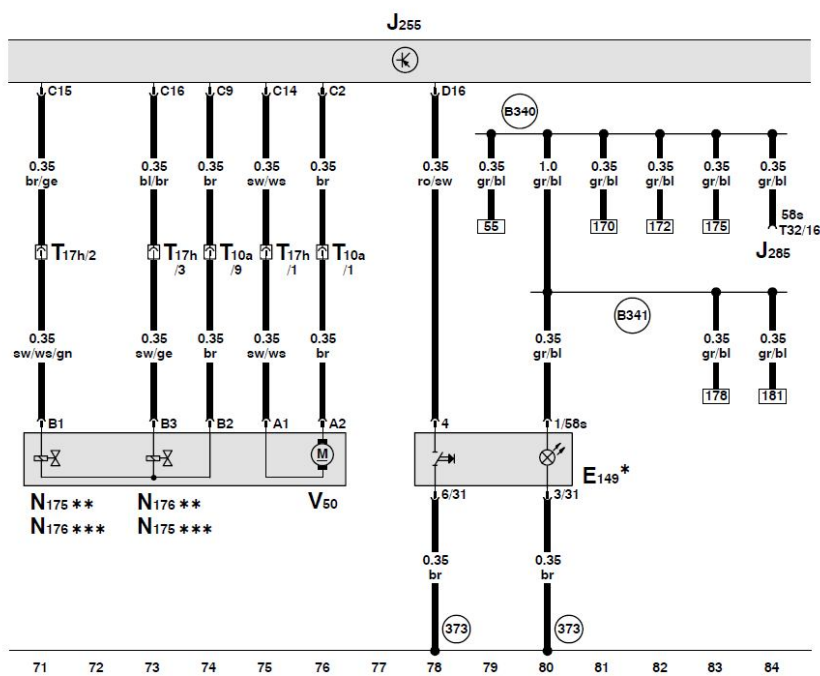 J255
C15 C16 C9 C14 C2 D16
B340
0.35 0.35 0.35 0.35 0.35 0.35 0.35 1.0 0.35 0.35 0.35 0.35
br/ge bl/br br sw/ws br ro/sw gr/bl gr/bl gr/bl gr/bl gr/bl gr/bl
55 170 172 175
58s
T32/16
J285
T17h/2 T17h/3 T10a/9 T17h/1 T10a/1
B341
0.35 0.35 0.35 0.35 0.35 0.35 0.35 0.35
sw/ws/gn sw/ge br sw/ws br gr/bl gr/bl gr/bl
178 181
B1 B3 B2 A1 A2 4 1/58s
M
E149*
6/31 3/31
N175** N176** V50
N176*** N175***
0.35 0.35
br br
373 373
71 72 73 74 75 76 77 78 79 80 81 82 83 84